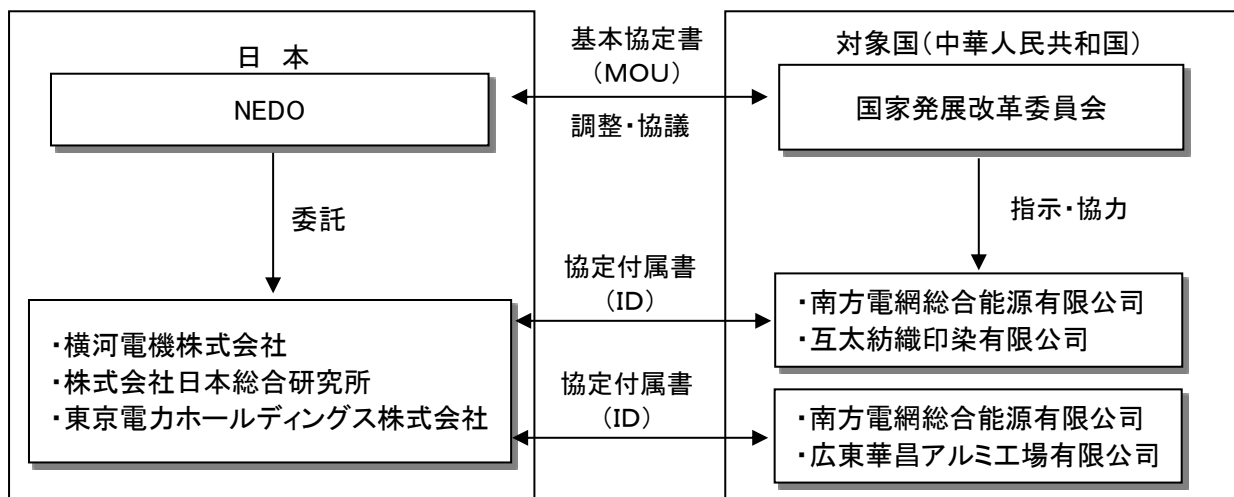 日 本
NEDO
委託
・横河電機株式会社
・株式会社日本総合研究所
・東京電力ホールディングス株式会社
基本協定書
(MOU)
調整・協議
協定付属書
(ID)
協定付属書
(ID)
対象国(中華人民共和国)
国家発展改革委員会
指示・協力
・南方電網総合能源有限公司
・互太紡織印染有限公司
・南方電網総合能源有限公司
・広東華昌アルミ工場有限公司